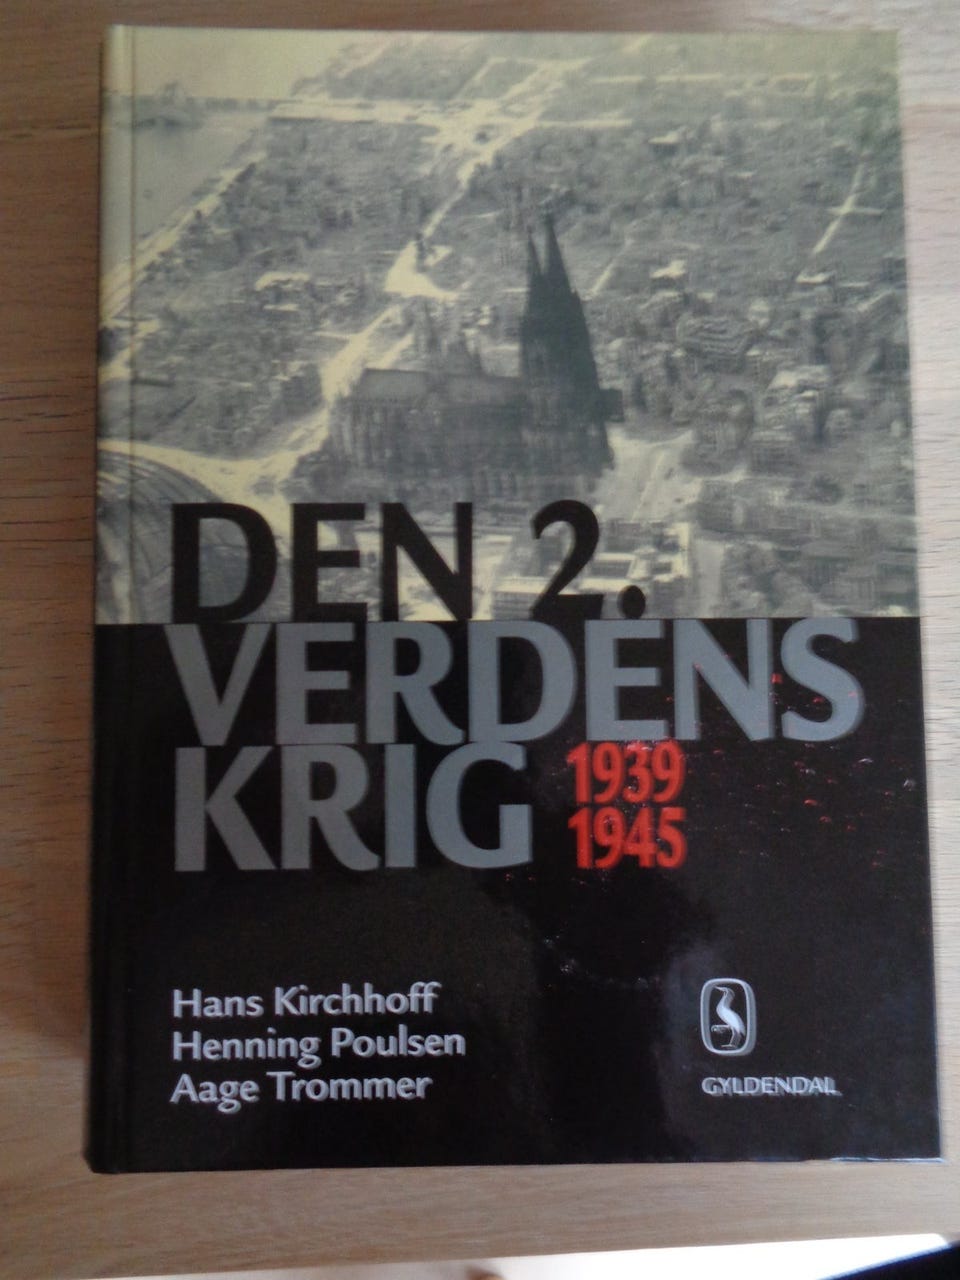 DEN 2.
VERDENS
KRIG 1939
1945
Hans Kirchhoff
Henning Poulsen
Aage Trommer
GYLDENDAL